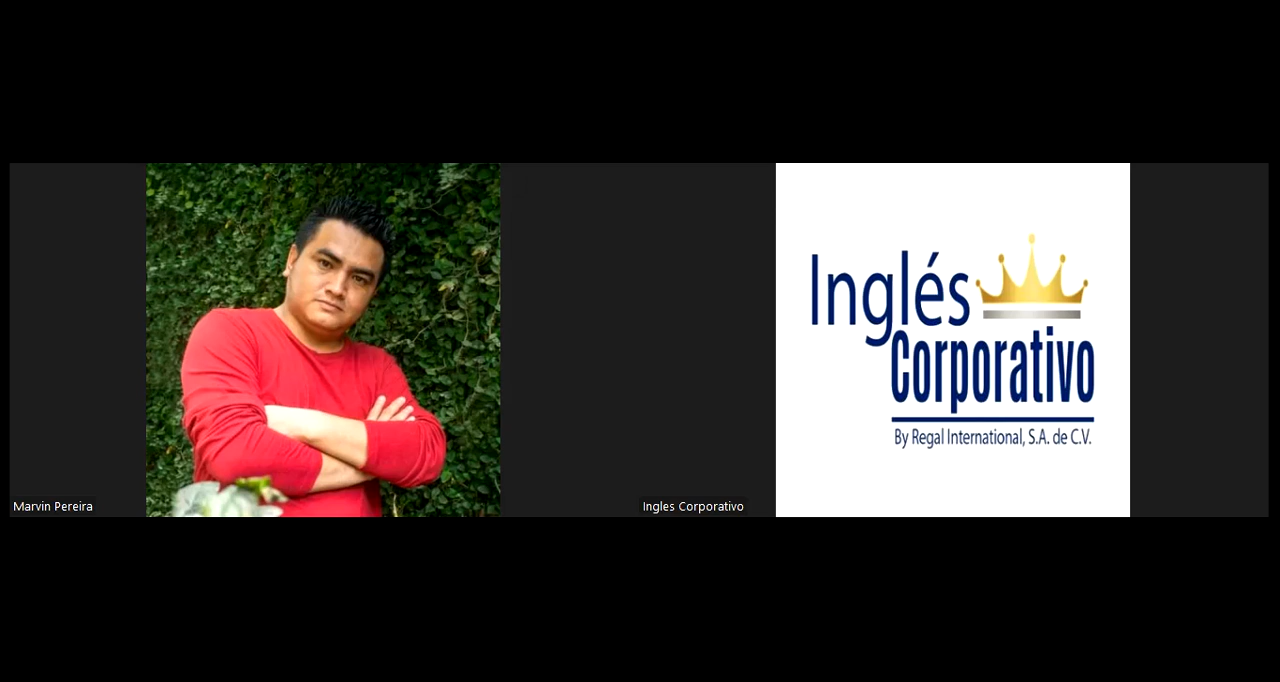 Inglés
Corporativo
By Regal International, S.A. de C.V.
Marvin Pereira
Ingles Corporativo